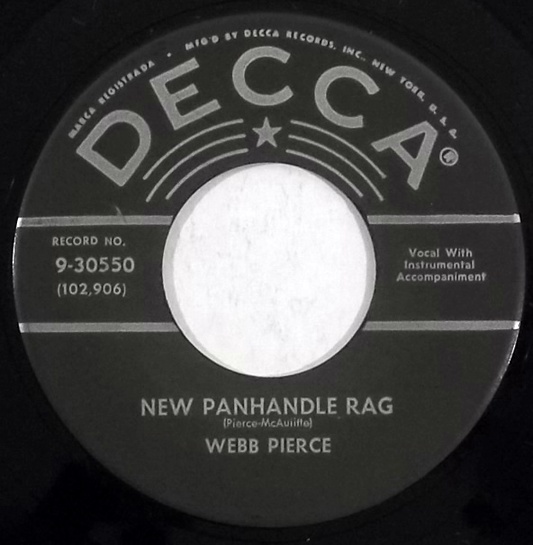 MARCA REGISTRADA • MFG'D BY DECCA RECORDS, INC., NEW YORK, U. S. A.
DECCA®
RECORD NO.
9-30550
(102,906)
Vocal With
Instrumental
Accompaniment
NEW PANHANDLE RAG
(Pierce-McAuliffe)
WEBB PIERCE